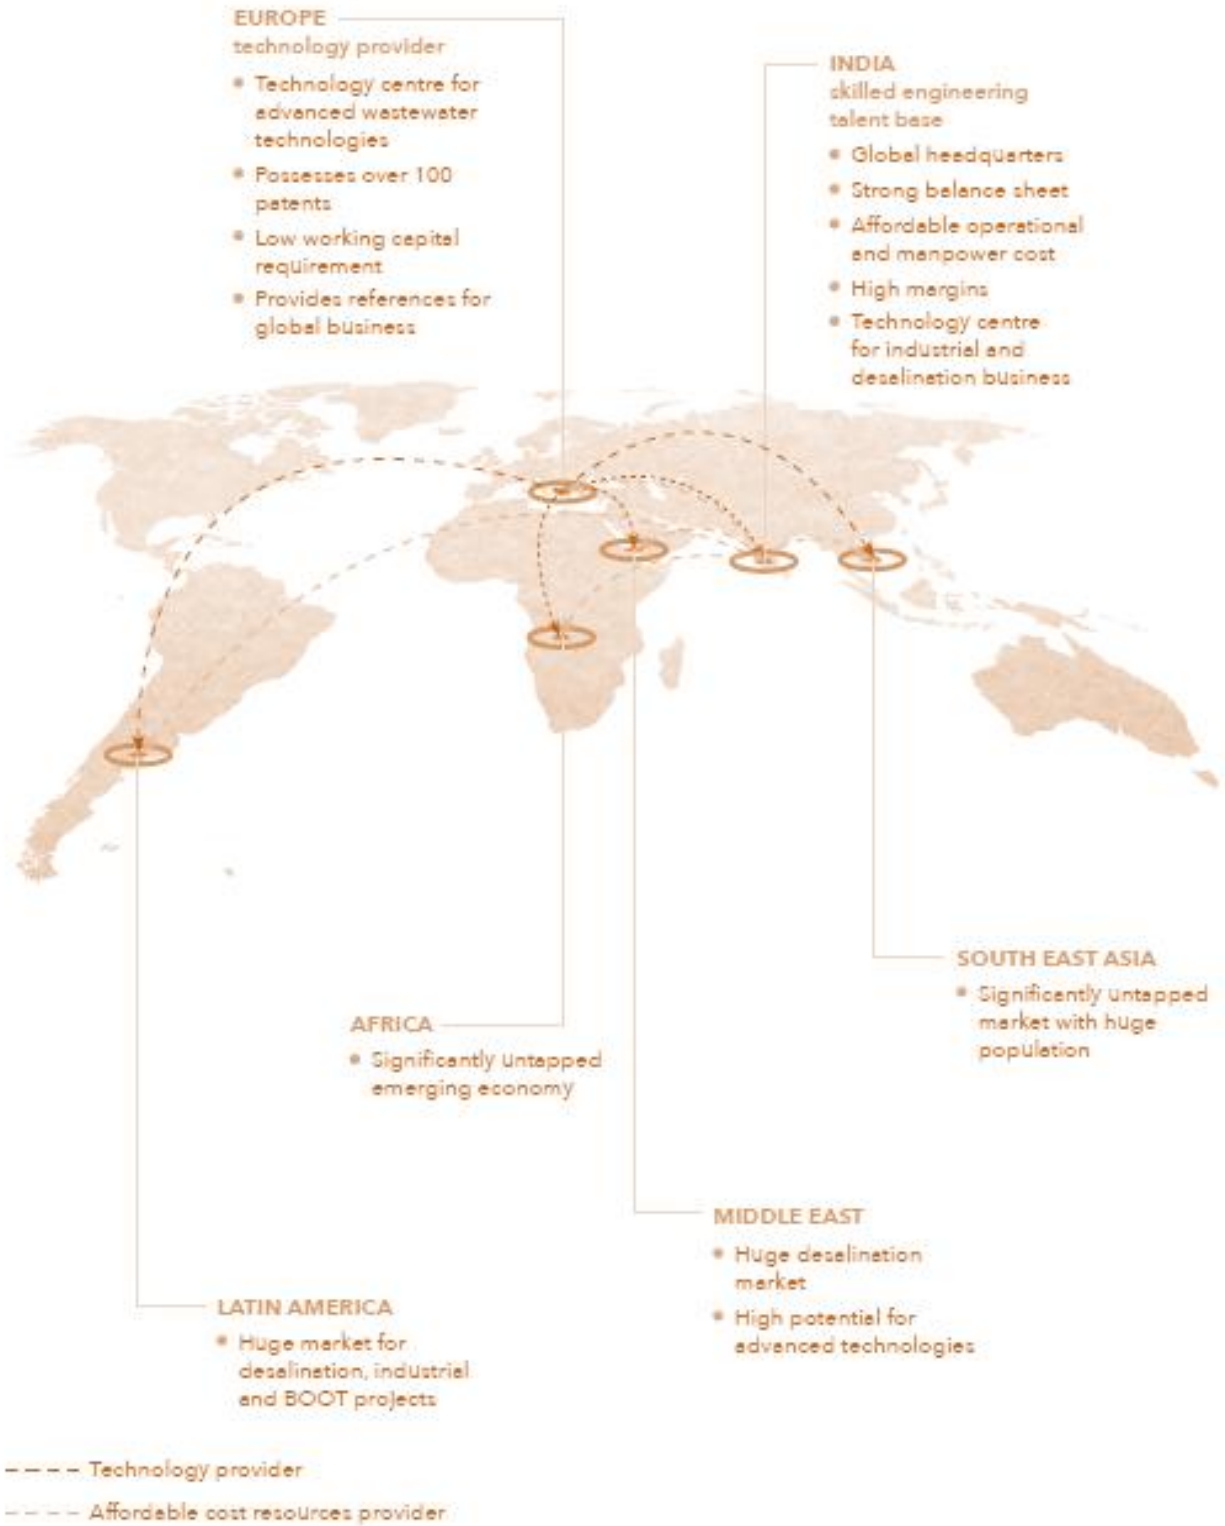 EUROPE
technology provider
Technology centre for
advanced wastewater
technologies
Possesses over 100
patents
Low working capital
requirement
Provides references for
global business
INDIA
skilled engineering
talent base
Global headquarters
Strong balance sheet
Affordable operational
and manpower cost
High margins
Technology centre
for industrial and
desalination business
SOUTH EAST ASIA
Significantly untapped
market with huge
population
AFRICA
Significantly untapped
emerging economy
MIDDLE EAST
Huge desalination
market
High potential for
advanced technologies
LATIN AMERICA
Huge market for
desalination, industrial
and BOOT projects
Technology provider
Affordable cost resources provider